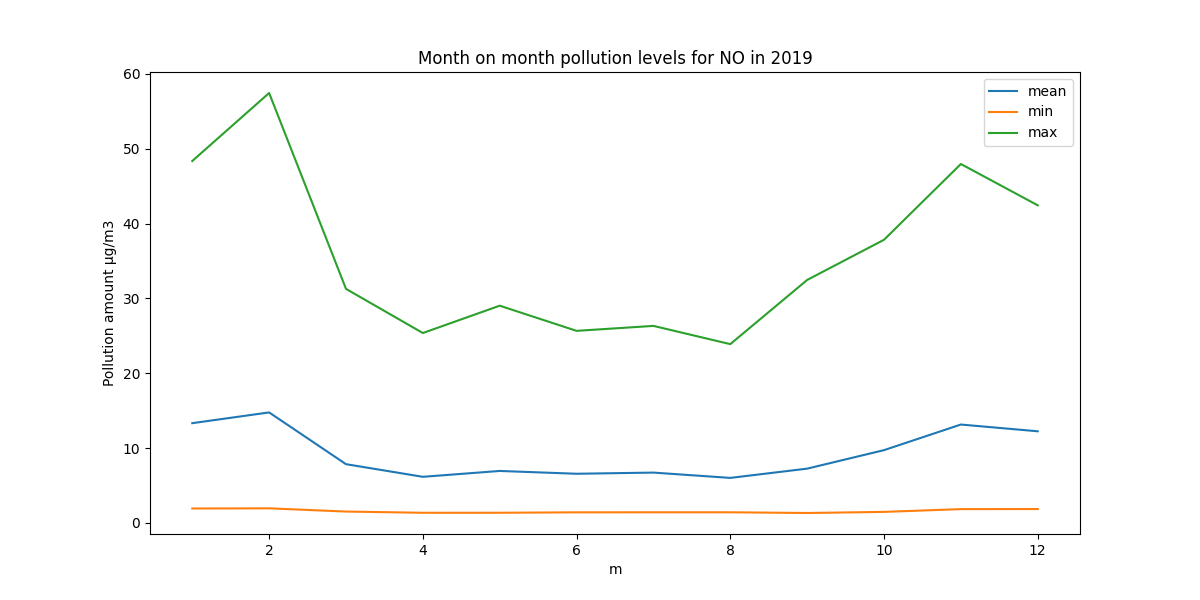 Month on month pollution levels for NO in 2019
Pollution amount µg/m3
60
50
40
30
20
10
0
mean
min
max
2 4 6 8 10 12
m